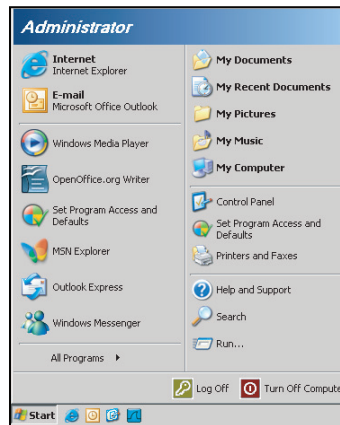 Administrator
Internet
Internet Explorer
E-mail
Microsoft Office Outlook
Windows Media Player
OpenOffice.org Writer
Set Program Access and
Defaults
MSN Explorer
Outlook Express
Windows Messenger
All Programs
My Documents
My Recent Documents
My Pictures
My Music
My Computer
Control Panel
Set Program Access and
Defaults
Printers and Faxes
Help and Support
Search
Run...
Log Off
Turn Off Compute
Start